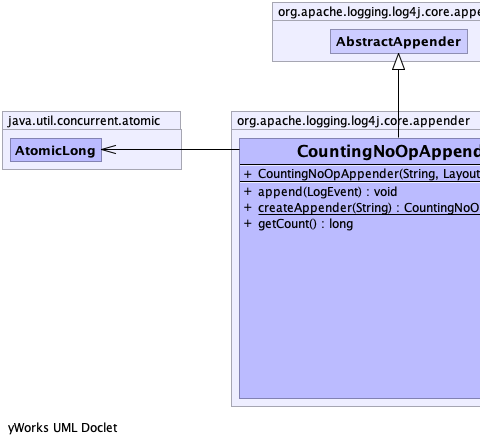 org.apache.logging.log4j.core.appe
AbstractAppender
java.util.concurrent.atomic
AtomicLong
org.apache.logging.log4j.core.appender
CountingNoOpAppend
+ CountingNoOpAppender(String, Layout
+ append(LogEvent) : void
+ createAppender(String) : CountingNoO
+ getCount() : long
yWorks UML Doclet